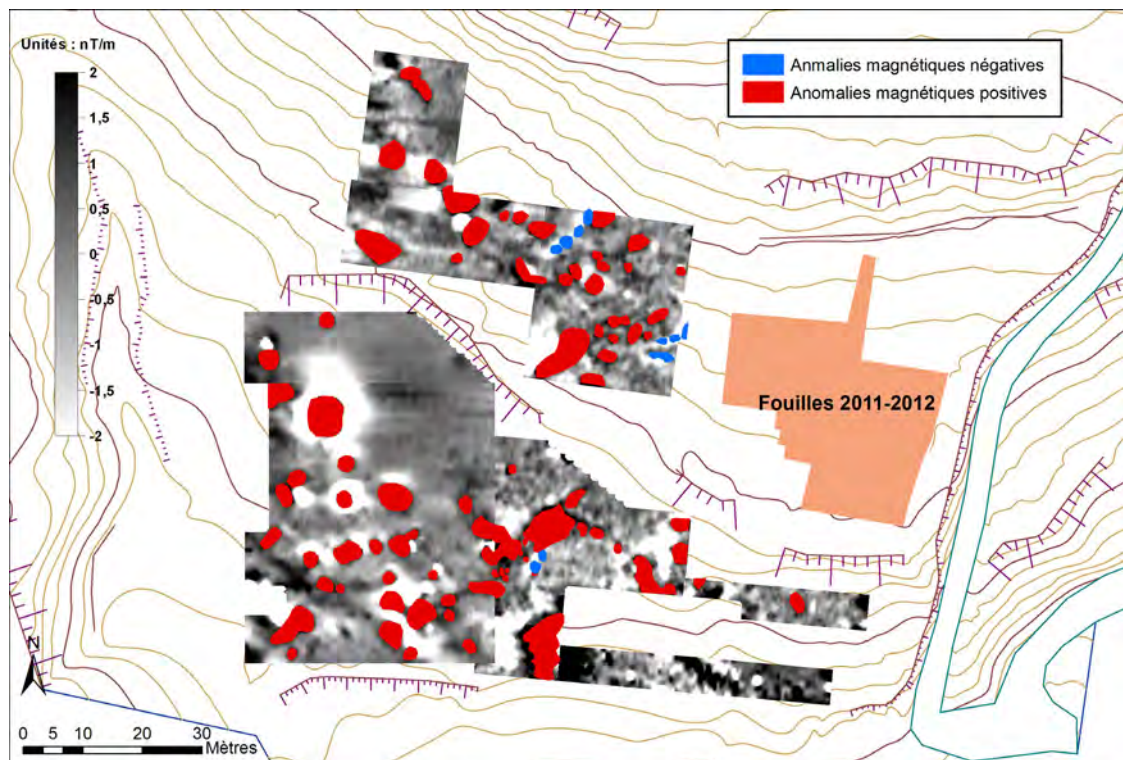 Unités : nT/m
2
1,5
1
0,5
0
-0,5
-1
-1,5
-2
Anmalies magnétiques négatives
Anomalies magnétiques positives
Fouilles 2011-2012
N
0 5 10 20 30
Mètres